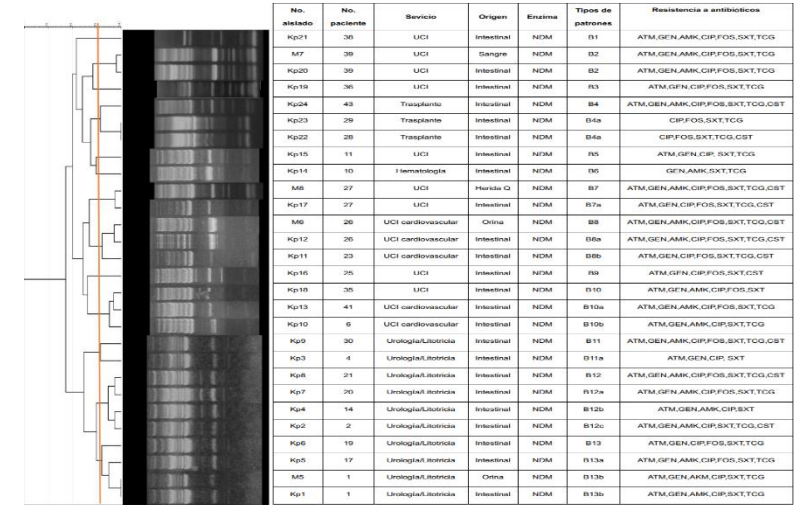 No. aislado No. paciente Sevicio Origen Enzima Tipos de patrones Resistencia a antibióticos
Kp21 38 UCI Intestinal NDM B1 ATM,GEN,AMK,CIP,FOS,SXT,TCG
M7 39 UCI Sangre NDM B2 ATM,GEN,AMK,CIP,FOS,SXT,TCG
Kp20 39 UCI Intestinal NDM B2 ATM,GEN,AMK,CIP,FOS,SXT,TCG
Kp19 36 UCI Intestinal NDM B3 ATM,GEN,CIP,FOS,SXT,TCG
Kp24 43 Trasplante Intestinal NDM B4 ATM,GEN,AMK,CIP,FOS,SXT,TCG,CST
Kp23 29 Trasplante Intestinal NDM B4a CIP,FOS,SXT,TCG
Kp22 28 Trasplante Intestinal NDM B4a CIP,FOS,SXT,TCG,CST
Kp15 11 UCI Intestinal NDM B5 ATM,GEN,CIP, SXT,TCG
Kp14 10 Hematología Intestinal NDM B6 GEN,AMK,SXT,TCG
M8 27 UCI Herida Q NDM B7 ATM,GEN,AMK,CIP,FOS,SXT,TCG,CST
Kp17 27 UCI Intestinal NDM B7a ATM,GEN,CIP,FOS,SXT,TCG,CST
M6 26 UCI cardiovascular Orina NDM B8 ATM,GEN,AMK,CIP,FOS,SXT,TCG,CST
Kp12 26 UCI cardiovascular Intestinal NDM B8a ATM,GEN,AMK,CIP,FOS,SXT,TCG,CST
Kp11 23 UCI cardiovascular Intestinal NDM B8b ATM,GEN,CIP,FOS,SXT,TCG,CST
Kp16 25 UCI Intestinal NDM B9 ATM,GEN,CIP,FOS,SXT,CST
Kp18 35 UCI Intestinal NDM B10 ATM,GEN,AMK,CIP,FOS,SXT
Kp13 41 UCI cardiovascular Intestinal NDM B10a ATM,GEN,AMK,CIP,FOS,SXT,TCG
Kp10 6 UCI cardiovascular Intestinal NDM B10b ATM,GEN,AMK,CIP,SXT,TCG
Kp9 30 Urología/Litotricia Intestinal NDM B11 ATM,GEN,AMK,CIP,FOS,SXT,TCG,CST
Kp3 4 Urología/Litotricia Intestinal NDM B11a ATM,GEN,CIP, SXT
Kp8 21 Urología/Litotricia Intestinal NDM B12 ATM,GEN,AMK,CIP,FOS,SXT,TCG,CST
Kp7 20 Urología/Litotricia Intestinal NDM B12a ATM,GEN,AMK,CIP,FOS,SXT,TCG
Kp4 14 Urología/Litotricia Intestinal NDM B12b ATM,GEN,AMK,CIP,SXT
Kp2 2 Urología/Litotricia Intestinal NDM B12c ATM,GEN,AMK,CIP,SXT,TCG,CST
Kp6 19 Urología/Litotricia Intestinal NDM B13 ATM,GEN,CIP,FOS,SXT,TCG
Kp5 17 Urología/Litotricia Intestinal NDM B13a ATM,GEN,AMK,CIP,FOS,SXT,TCG
M5 1 Urología/Litotricia Orina NDM B13b ATM,GEN,AKM,CIP,SXT,TCG
Kp1 1 Urología/Litotricia Intestinal NDM B13b ATM,GEN,AMK,CIP,SXT,TCG